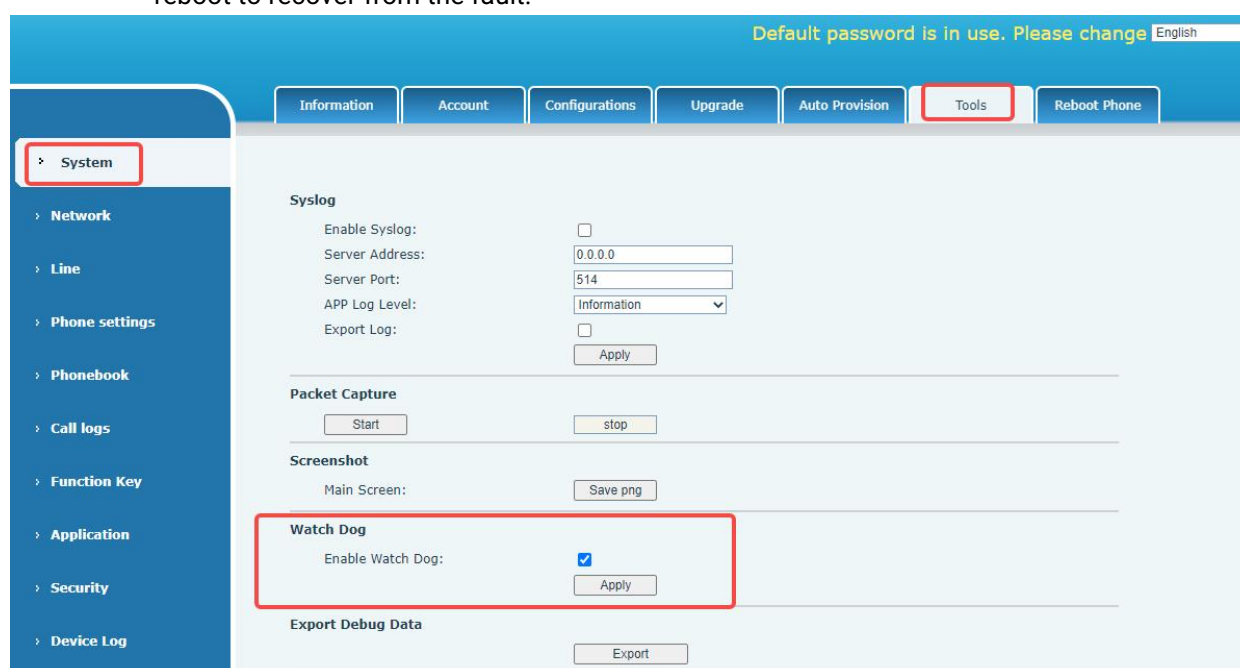 reboot to recover from the fault.
Default password is in use. Please change English
Information Account Configurations Upgrade Auto Provision Tools Reboot Phone
System
Network
Line
Phone settings
Phonebook
Call logs
Function Key
Application
Security
Device Log
Syslog
Enable Syslog:
Server Address: 0.0.0.0
Server Port: 514
APP Log Level: Information
Export Log:
Apply
Packet Capture
Start stop
Screenshot
Main Screen: Save png
Watch Dog
Enable Watch Dog:
Apply
Export Debug Data
Export